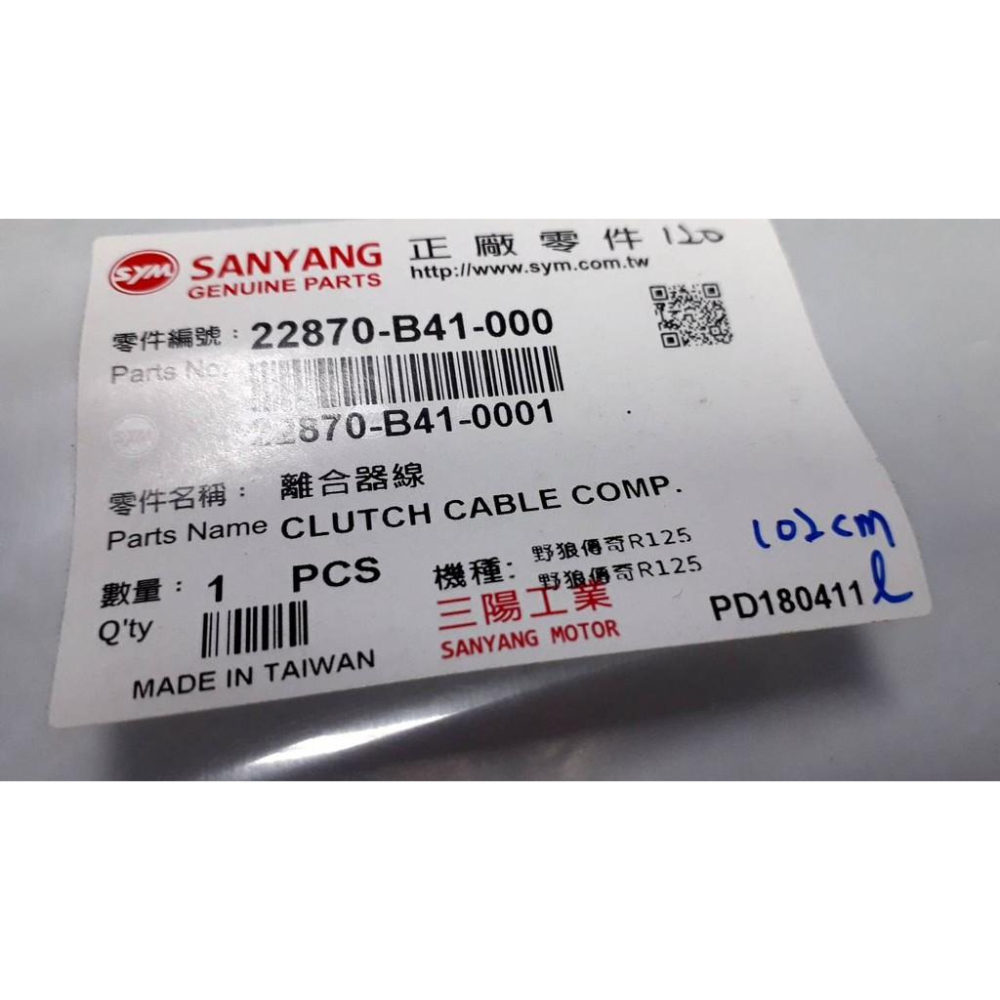 SYM SANYANG 正廠零件 120
GENUINE PARTS http://www.sym.com.tw
零件編號：22870-B41-000
Parts No.
SYM 22870-B41-0001
零件名稱：離合器線
Parts Name CLUTCH CABLE COMP.
102cm
數量：1 PCS 機種：野狼傳奇R125
野狼傳奇R125
Q'ty 三陽工業 PD180411
MADE IN TAIWAN SANYANG MOTOR